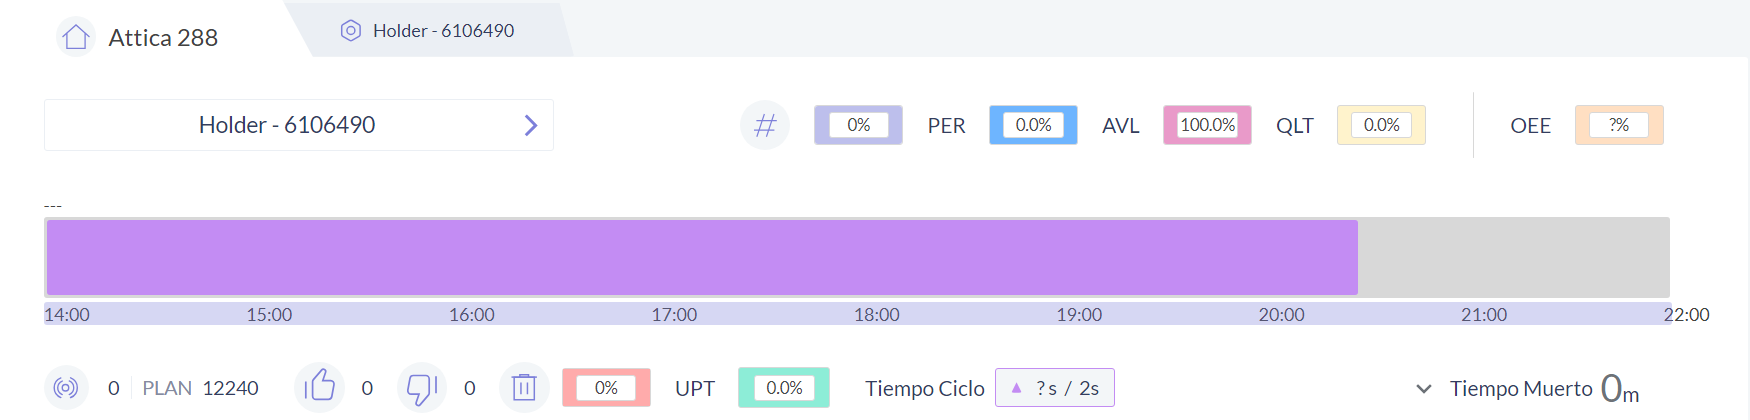 Attica 288
Holder - 6106490
Holder - 6106490
# 0% PER 0.0% AVL 100.0% QLT 0.0% OEE ?%
---
14:00 15:00 16:00 17:00 18:00 19:00 20:00 21:00 22:00
0 PLAN 12240 0 0 0% UPT 0.0% Tiempo Ciclo ? s / 2s Tiempo Muerto 0m